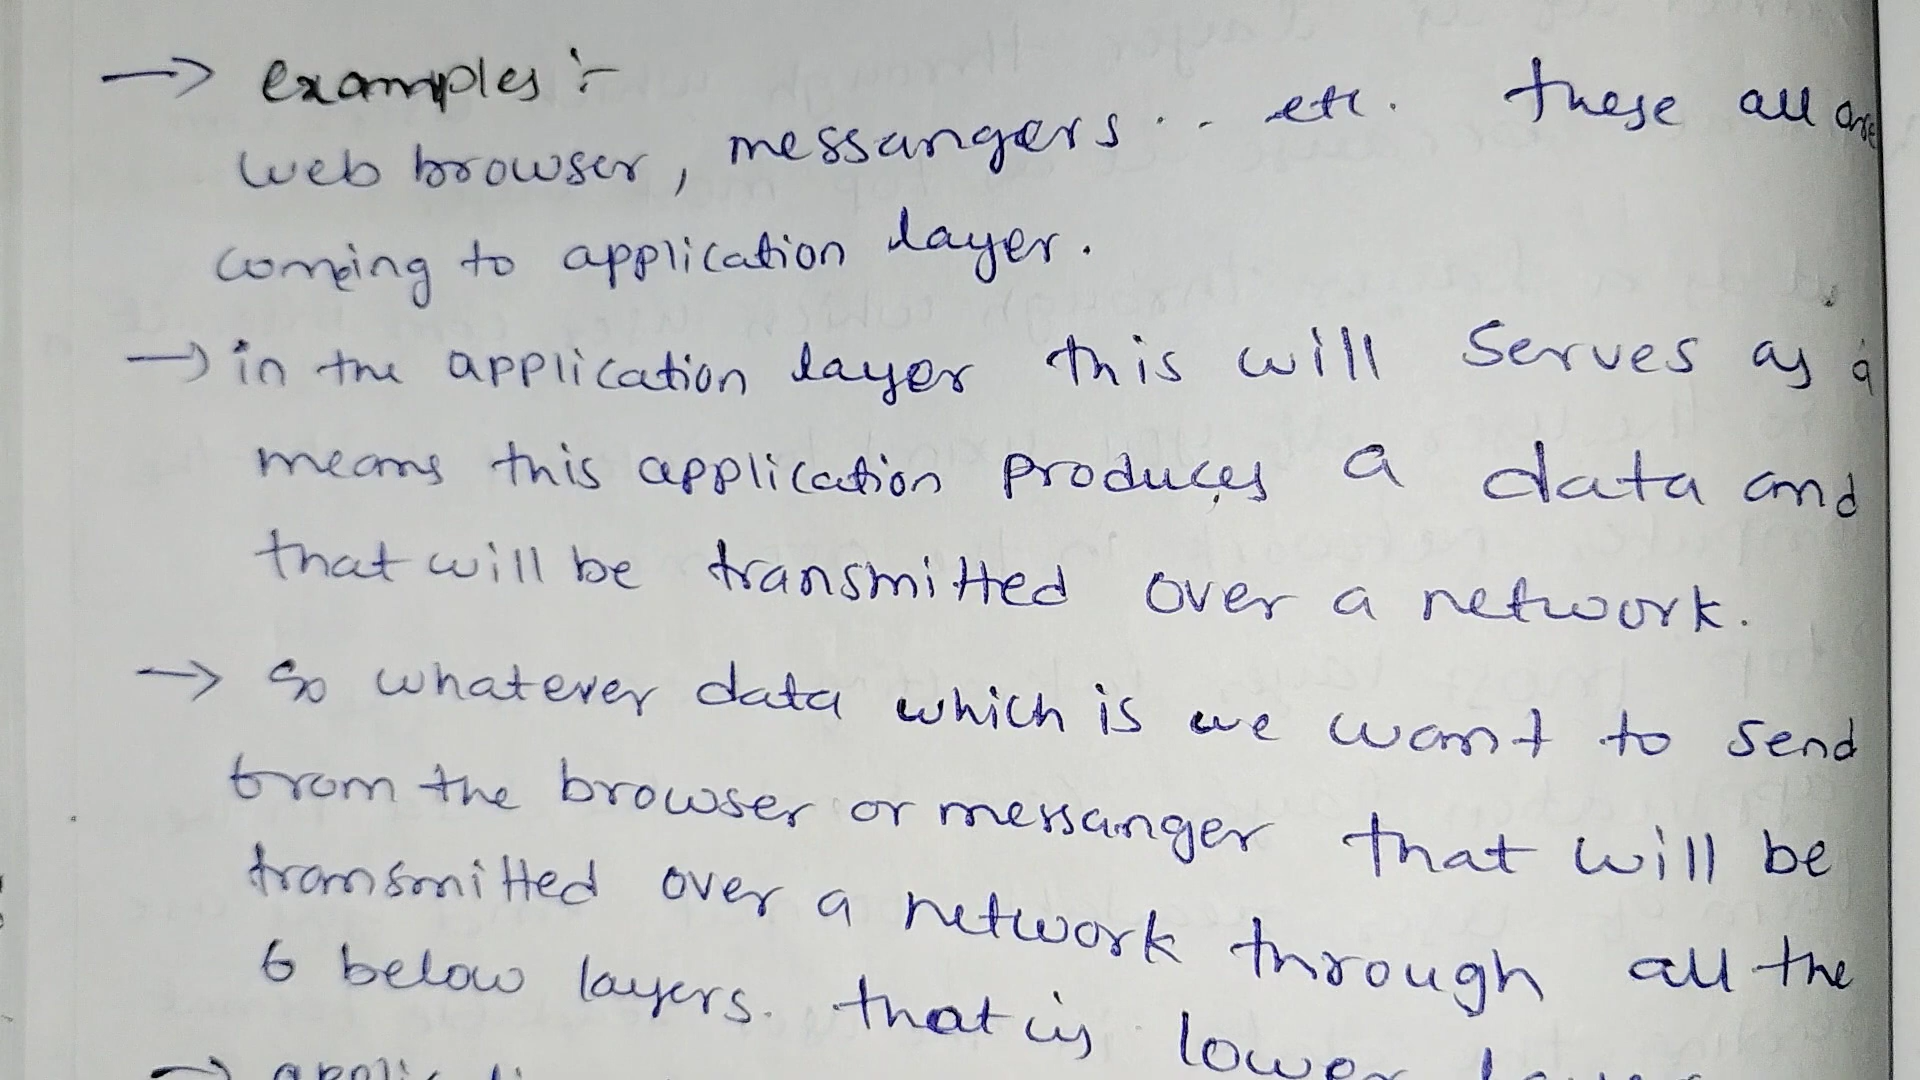 → examples :-
web browser, messangers... etc. these all are
coming to application layer.
→ in the application layer this will serves as a
means this application produces a data and
that will be transmitted over a network.
→ So whatever data which is we want to send
from the browser or messanger that will be
transmitted over a network through all the
6 below layers. that is lower
→